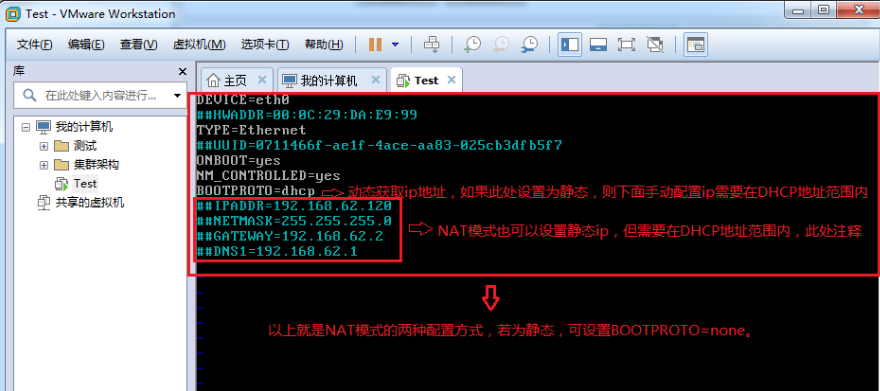 Test - VMware Workstation
文件(F) 编辑(E) 查看(V) 虚拟机(M) 选项卡(T) 帮助(H)
库
在此处键入内容进行...
我的计算机
测试
集群架构
Test
共享的虚拟机
主页 我的计算机 Test
DEVICE=eth0
##HWADDR=00:0C:29:DA:E9:99
TYPE=Ethernet
##UUID=0711466f-ae1f-4ace-aa83-025cb3dfb5f7
ONBOOT=yes
NM_CONTROLLED=yes
BOOTPROTO=dhcp 动态获取ip地址，如果此处设置为静态，则下面手动配置ip需要在DHCP地址范围内
##IPADDR=192.168.62.120
##NETMASK=255.255.255.0
##GATEWAY=192.168.62.2
##DNS1=192.168.62.1
NAT模式也可以设置静态ip，但需要在DHCP地址范围内，此处注释
以上就是NAT模式的两种配置方式，若为静态，可设置BOOTPROTO=none。